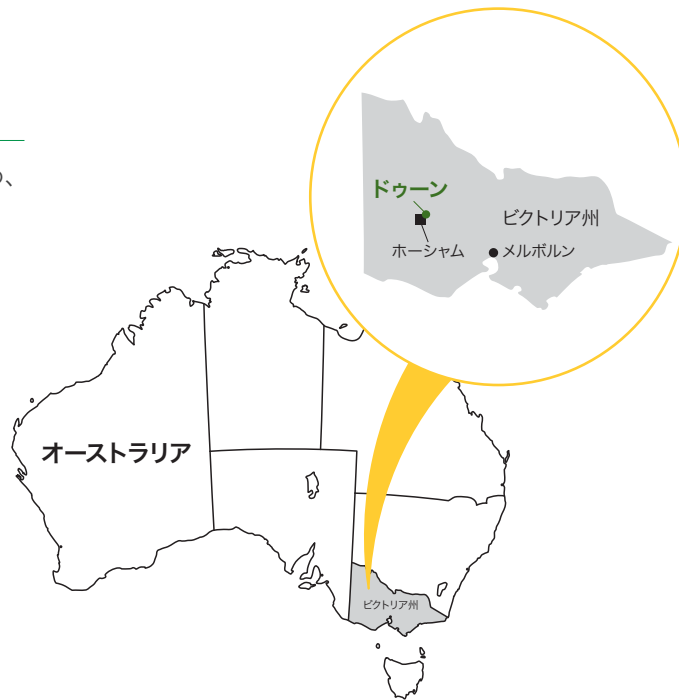 、
ドゥーン
ビクトリア州
ホーシャム
メルボルン
オーストラリア
ビクトリア州